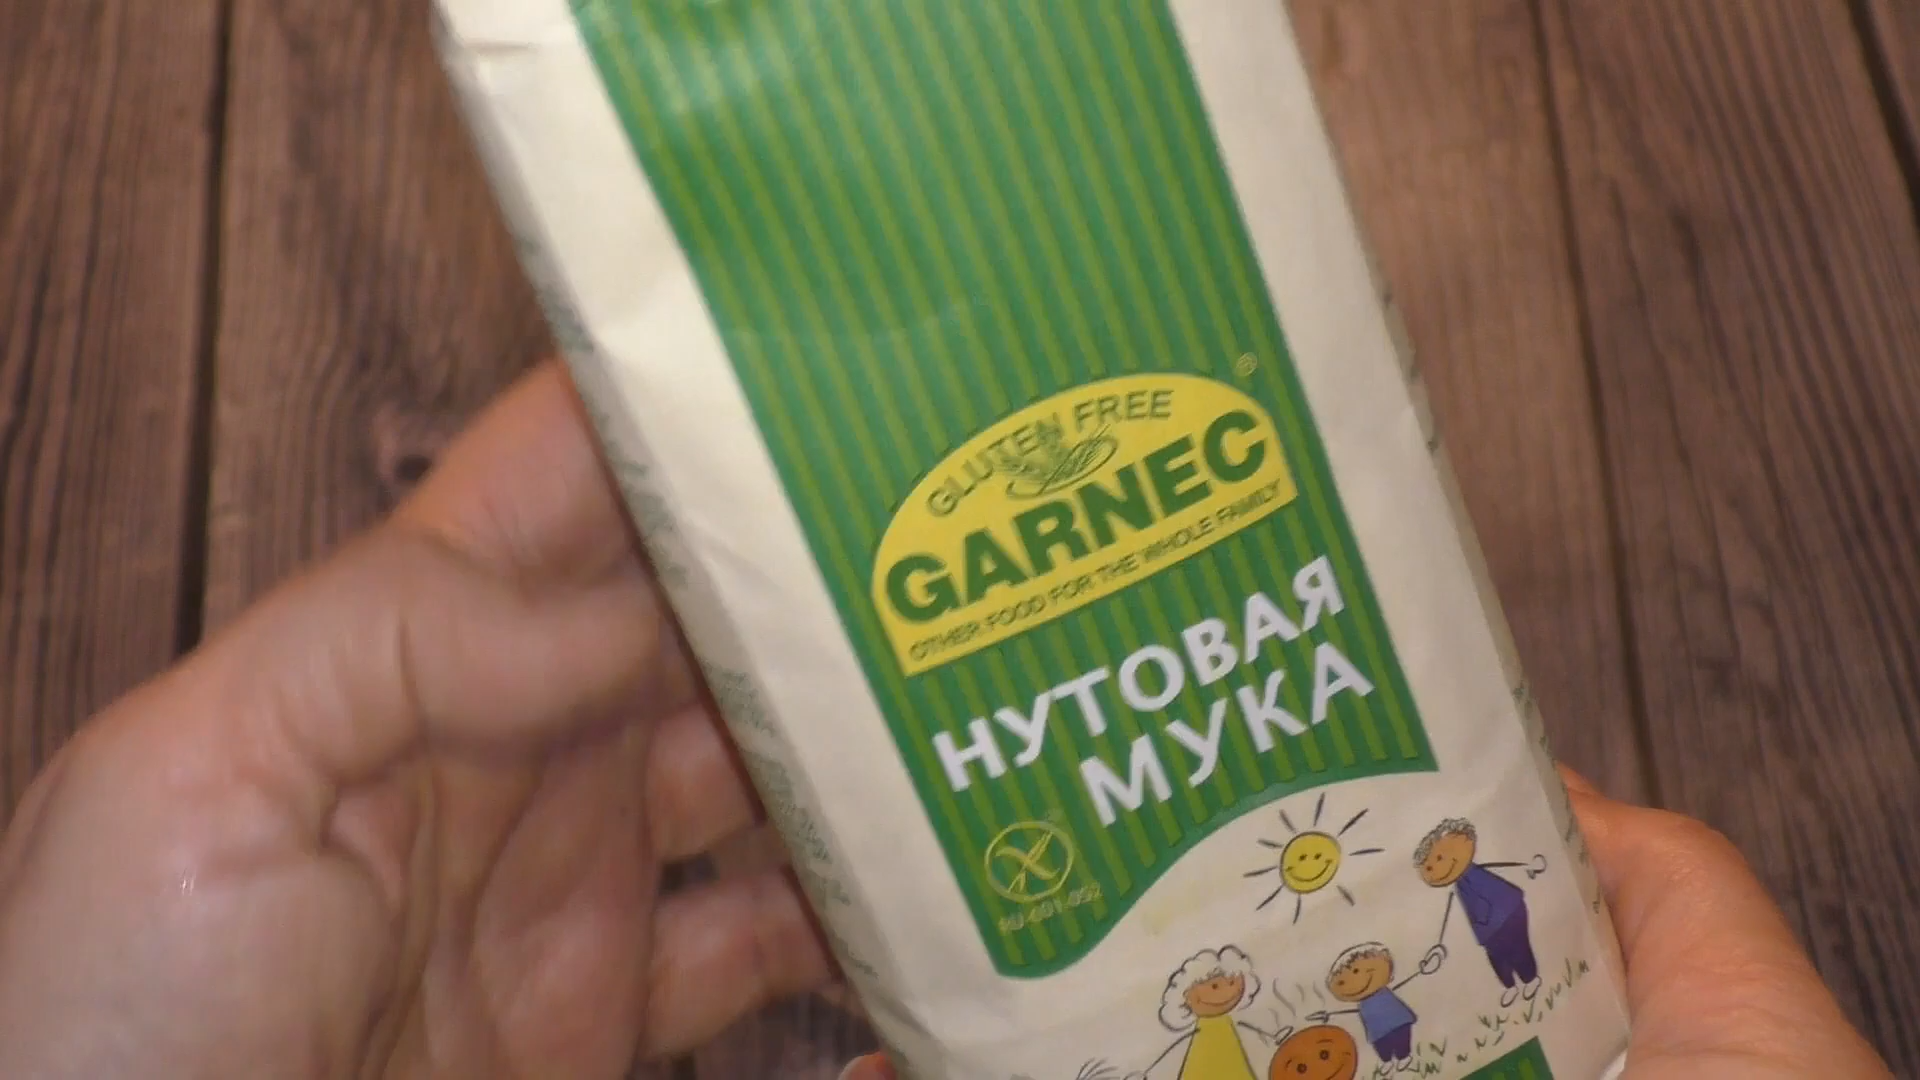 GLUTEN FREE
GARNEC®
OTHER FOOD FOR THE WHOLE FAMILY
НУТОВАЯ
МУКА